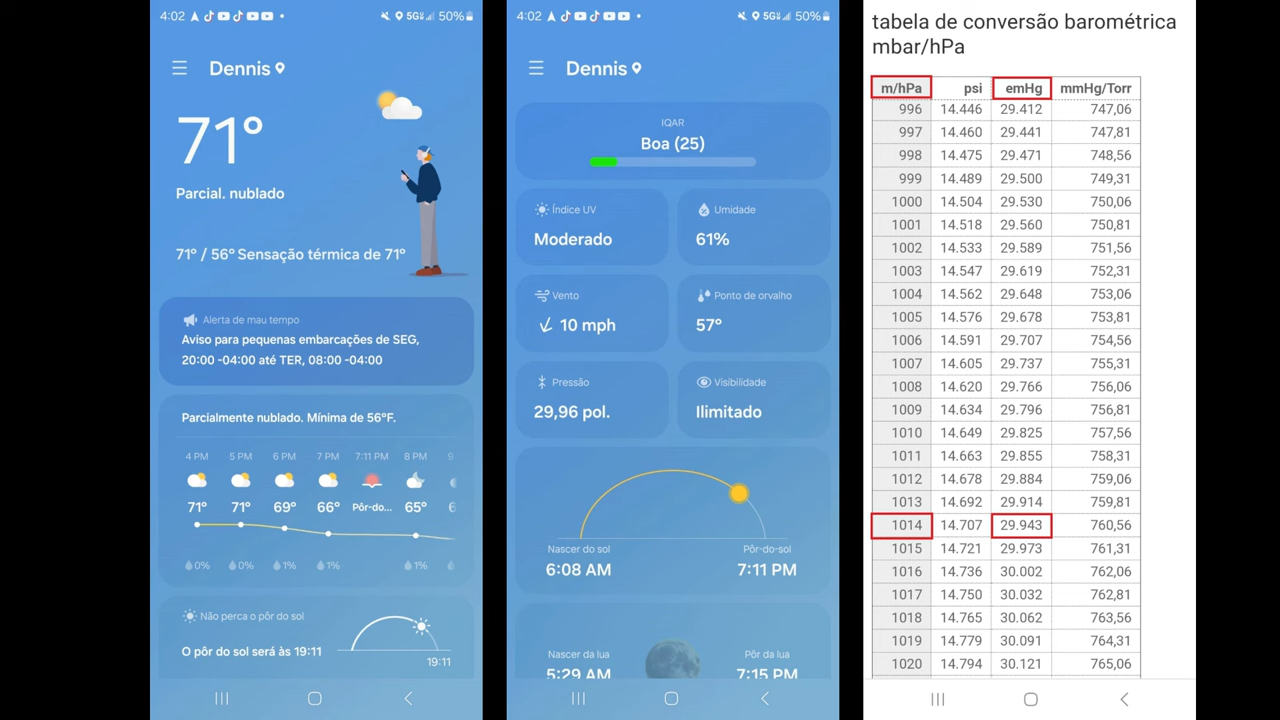 4:02
5G
50%
Dennis
71°
Parcial. nublado
71° / 56° Sensação térmica de 71°
Alerta de mau tempo
Aviso para pequenas embarcações de SEG,
20:00 -04:00 até TER, 08:00 -04:00
Parcialmente nublado. Mínima de 56°F.
4 PM 5 PM 6 PM 7 PM 7:11 PM 8 PM 9
71° 71° 69° 66° Pôr-do... 65° 6
0% 0% 1% 1% 1%
Não perca o pôr do sol
O pôr do sol será às 19:11
19:11
4:02
5G
50%
Dennis
IQAR
Boa (25)
Índice UV
Moderado
Umidade
61%
Vento
10 mph
Ponto de orvalho
57°
Pressão
29,96 pol.
Visibilidade
Ilimitado
Nascer do sol
6:08 AM
Pôr-do-sol
7:11 PM
Nascer da lua
5:29 AM
Pôr da lua
7:15 PM
tabela de conversão barométrica
mbar/hPa
m/hPa psi emHg mmHg/Torr
996 14.446 29.412 747,06
997 14.460 29.441 747,81
998 14.475 29.471 748,56
999 14.489 29.500 749,31
1000 14.504 29.530 750,06
1001 14.518 29.560 750,81
1002 14.533 29.589 751,56
1003 14.547 29.619 752,31
1004 14.562 29.648 753,06
1005 14.576 29.678 753,81
1006 14.591 29.707 754,56
1007 14.605 29.737 755,31
1008 14.620 29.766 756,06
1009 14.634 29.796 756,81
1010 14.649 29.825 757,56
1011 14.663 29.855 758,31
1012 14.678 29.884 759,06
1013 14.692 29.914 759,81
1014 14.707 29.943 760,56
1015 14.721 29.973 761,31
1016 14.736 30.002 762,06
1017 14.750 30.032 762,81
1018 14.765 30.062 763,56
1019 14.779 30.091 764,31
1020 14.794 30.121 765,06